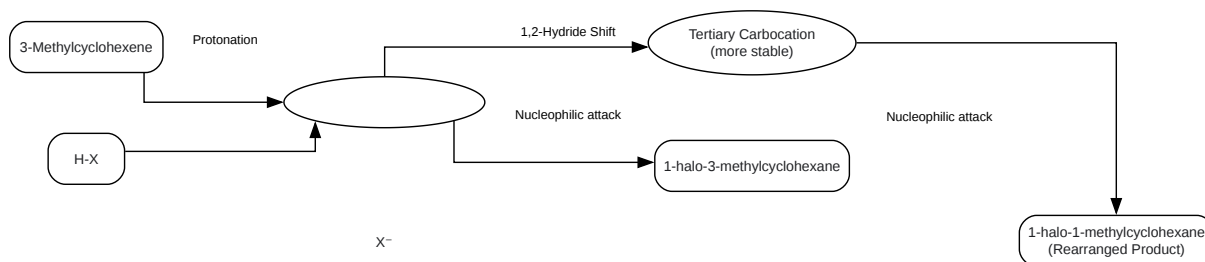 3-Methylcyclohexene
Protonation
1,2-Hydride Shift
Tertiary Carbocation
(more stable)
H-X
Nucleophilic attack
1-halo-3-methylcyclohexane
Nucleophilic attack
X⁻
1-halo-1-methylcyclohexane
(Rearranged Product)